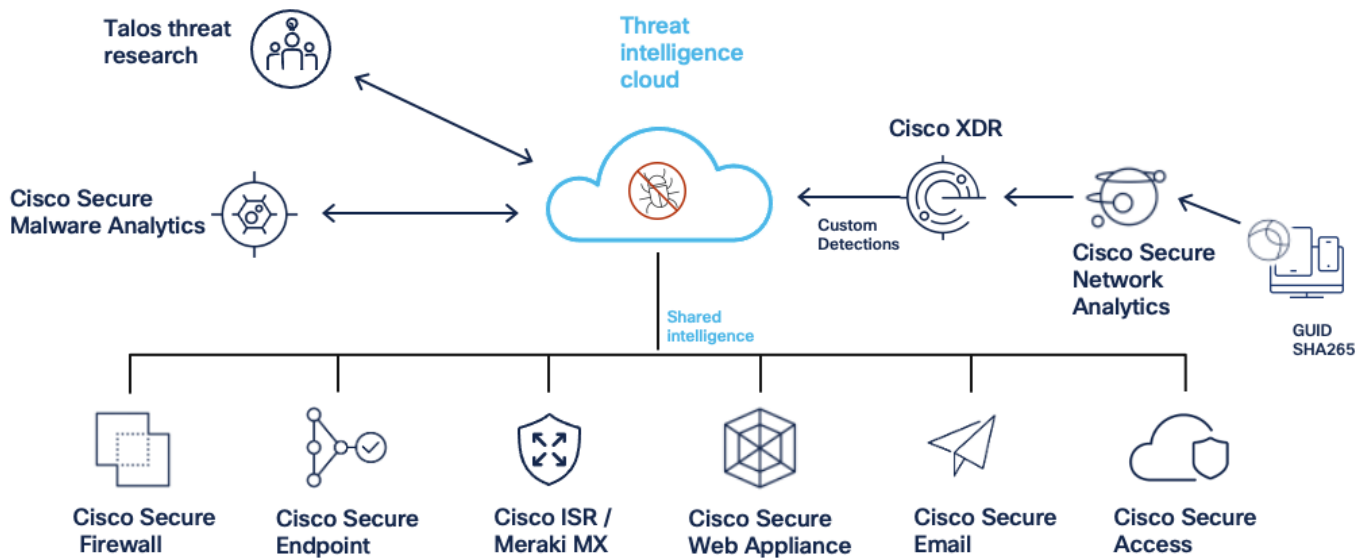 Talos threat
research
Threat
intelligence
cloud
Cisco XDR
Cisco Secure
Malware Analytics
Custom
Detections
Cisco Secure
Network
Analytics
GUID
SHA265
Shared
intelligence
Cisco Secure
Firewall
Cisco Secure
Endpoint
Cisco ISR /
Meraki MX
Cisco Secure
Web Appliance
Cisco Secure
Email
Cisco Secure
Access